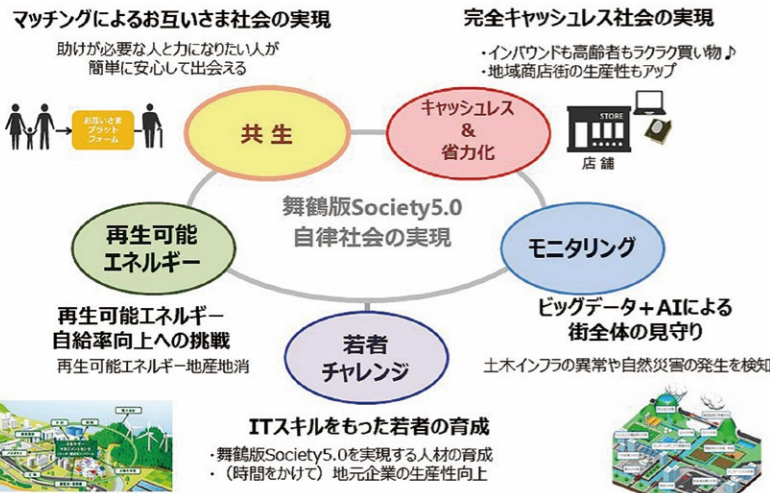 マッチングによるお互いさま社会の実現
助けが必要な人と力になりたい人が
簡単に安心して出会える
お互いさま
プラット
フォーム
共生
完全キャッシュレス社会の実現
・インバウンドも高齢者もラクラク買い物♪
・地域商店街の生産性もアップ
キャッシュレス
&
省力化
STORE
店舗
舞鶴版Society5.0
自律社会の実現
再生可能
エネルギー
再生可能エネルギー
自給率向上への挑戦
再生可能エネルギー地産地消
モニタリング
ビッグデータ+AIによる
街全体の見守り
土木インフラの異常や自然災害の発生を検知
若者
チャレンジ
ITスキルをもった若者の育成
・舞鶴版Society5.0を実現する人材の育成
・（時間をかけて）地元企業の生産性向上